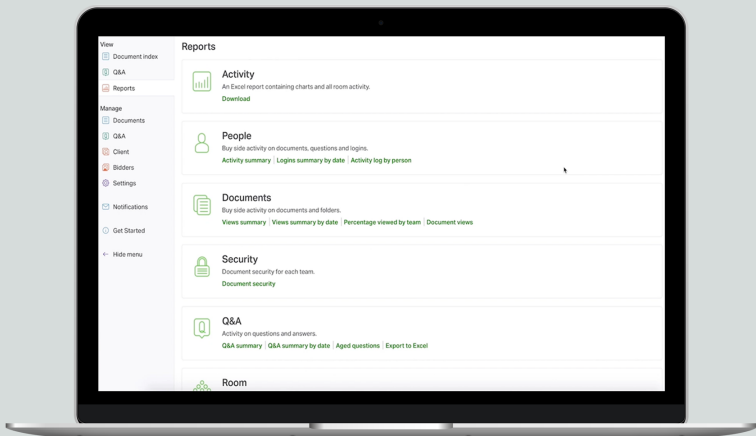 View
Document index
Q&A
Reports
Manage
Documents
Q&A
Client
Bidders
Settings
Notifications
Get Started
Hide menu
Reports
Activity
An Excel report containing charts and all room activity.
Download
People
Buy side activity on documents, questions and logins.
Activity summary | Logins summary by date | Activity log by person
Documents
Buy side activity on documents and folders.
Views summary | Views summary by date | Percentage viewed by team | Document views
Security
Document security for each team.
Document security
Q&A
Activity on questions and answers.
Q&A summary | Q&A summary by date | Aged questions | Export to Excel
Room